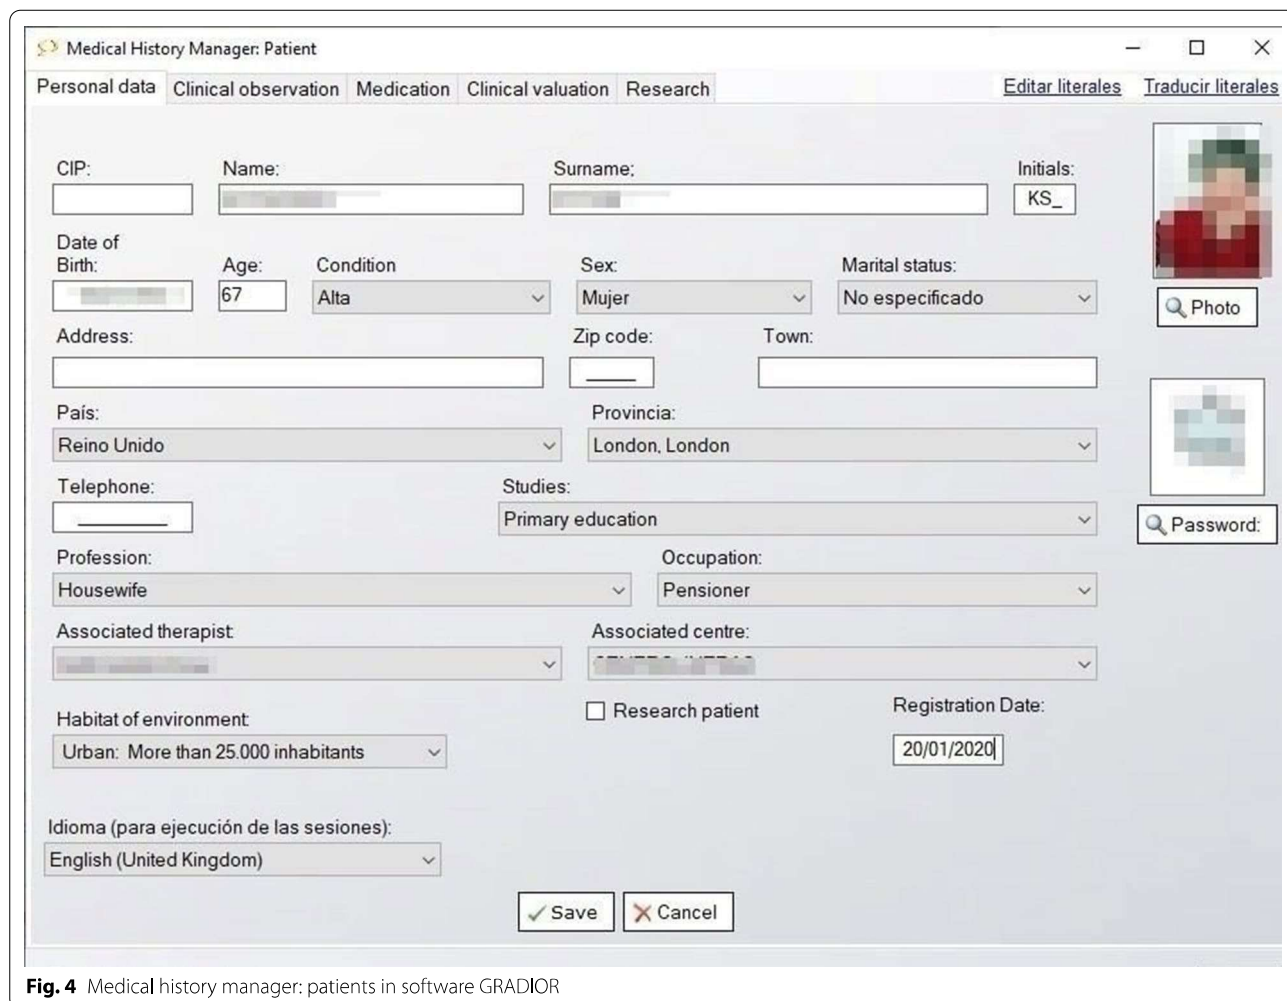 Medical History Manager: Patient
Personal data Clinical observation Medication Clinical valuation Research Editar literales Traducir literales
CIP: Name: Surname: Initials:
KS_
Date of
Birth: Age: Condition Sex: Marital status:
67 Alta Mujer No especificado
Photo
Address: Zip code: Town:
País: Provincia:
Reino Unido London, London
Telephone: Studies:
Primary education
Password:
Profession: Occupation:
Housewife Pensioner
Associated therapist: Associated centre:
Habitat of environment: Research patient Registration Date:
Urban: More than 25.000 inhabitants 20/01/2020
Idioma (para ejecución de las sesiones):
English (United Kingdom)
Save Cancel
Fig. 4 Medical history manager: patients in software GRADIOR